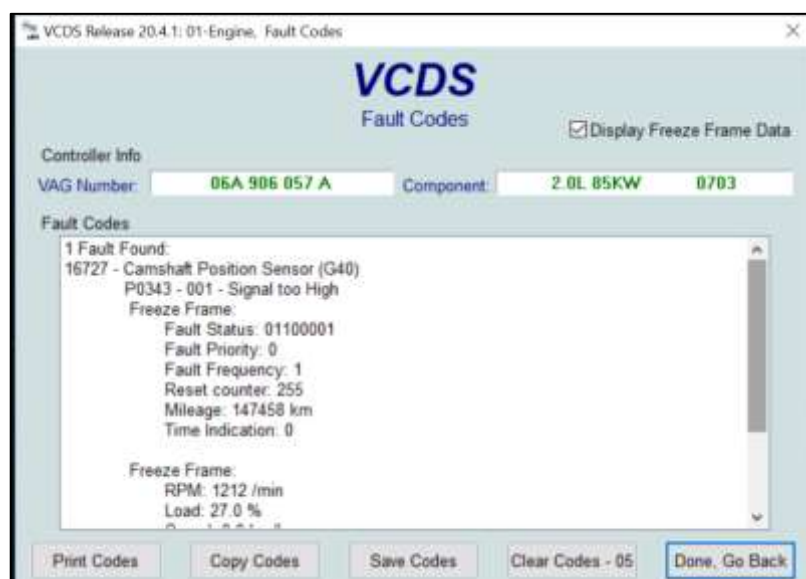 VCDS Release 20.4.1: 01-Engine, Fault Codes
VCDS
Fault Codes
Display Freeze Frame Data
Controller Info
VAG Number: 06A 906 057 A Component: 2.0L 85KW 0703
Fault Codes
1 Fault Found:
16727 - Camshaft Position Sensor (G40)
P0343 - 001 - Signal too High
Freeze Frame:
Fault Status: 01100001
Fault Priority: 0
Fault Frequency: 1
Reset counter: 255
Mileage: 147458 km
Time Indication: 0
Freeze Frame:
RPM: 1212 /min
Load: 27.0 %
Print Codes Copy Codes Save Codes Clear Codes - 05 Done, Go Back